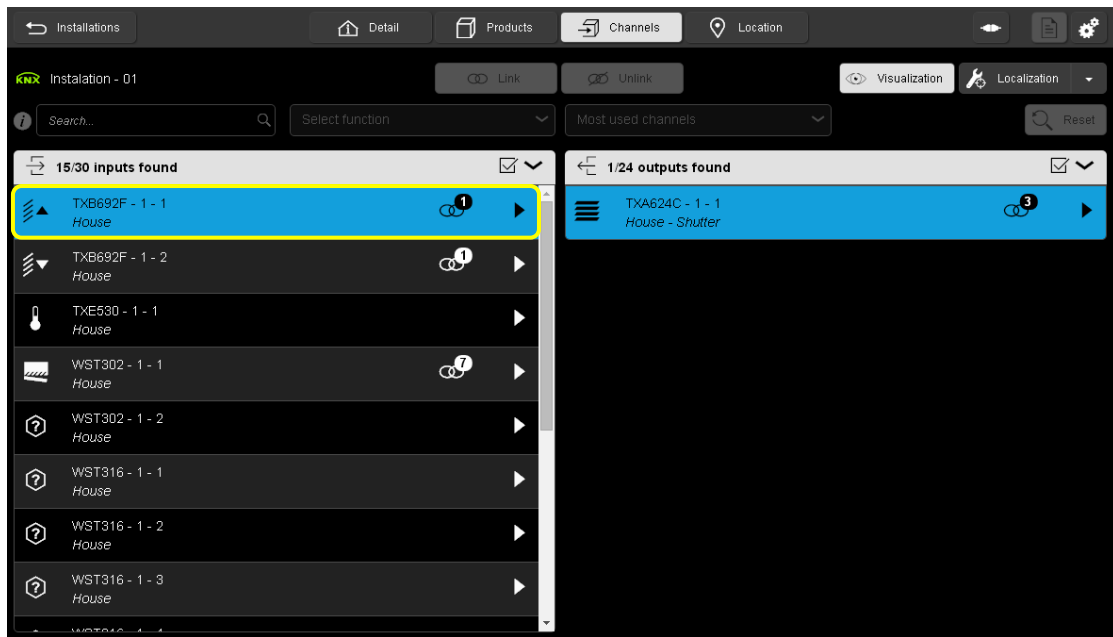 Installations
Detail
Products
Channels
Location
KNX Instalation - 01
Link
Unlink
Visualization
Localization
Search...
Select function
Most used channels
Reset
15/30 inputs found
1/24 outputs found
TXB692F - 1 - 1
1
House
TXA624C - 1 - 1
3
House - Shutter
TXB692F - 1 - 2
1
House
TXE530 - 1 - 1
House
WST302 - 1 - 1
7
House
WST302 - 1 - 2
House
WST316 - 1 - 1
House
WST316 - 1 - 2
House
WST316 - 1 - 3
House